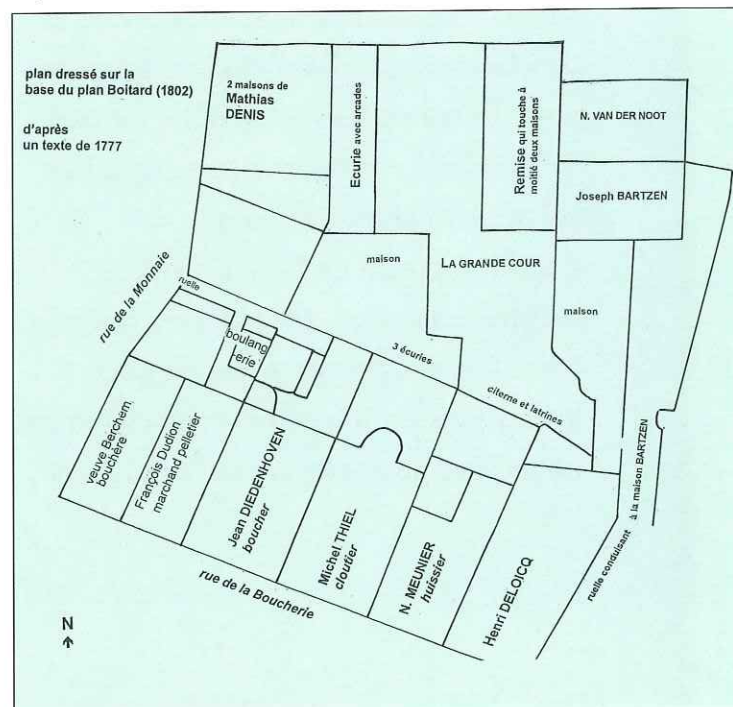 plan dressé sur la
base du plan Boitard (1802)
d'après
un texte de 1777
2 maisons de
Mathias
DENIS
Ecurie avec arcades
Remise qui touche à
moitié deux maisons
N. VAN DER NOOT
Joseph BARTZEN
maison
LA GRANDE COUR
maison
rue de la Monnaie
ruelle
boulang
-erie
3 écuries
citerne et latrines
veuve Berchem.
bouchère
François Dudion
marchand pelletier
Jean DIEDENHOVEN
boucher
Michel THIEL
cloutier
N. MEUNIER
huissier
Henri DELOICQ
ruelle conduisant
à la maison BARTZEN
rue de la Boucherie
N